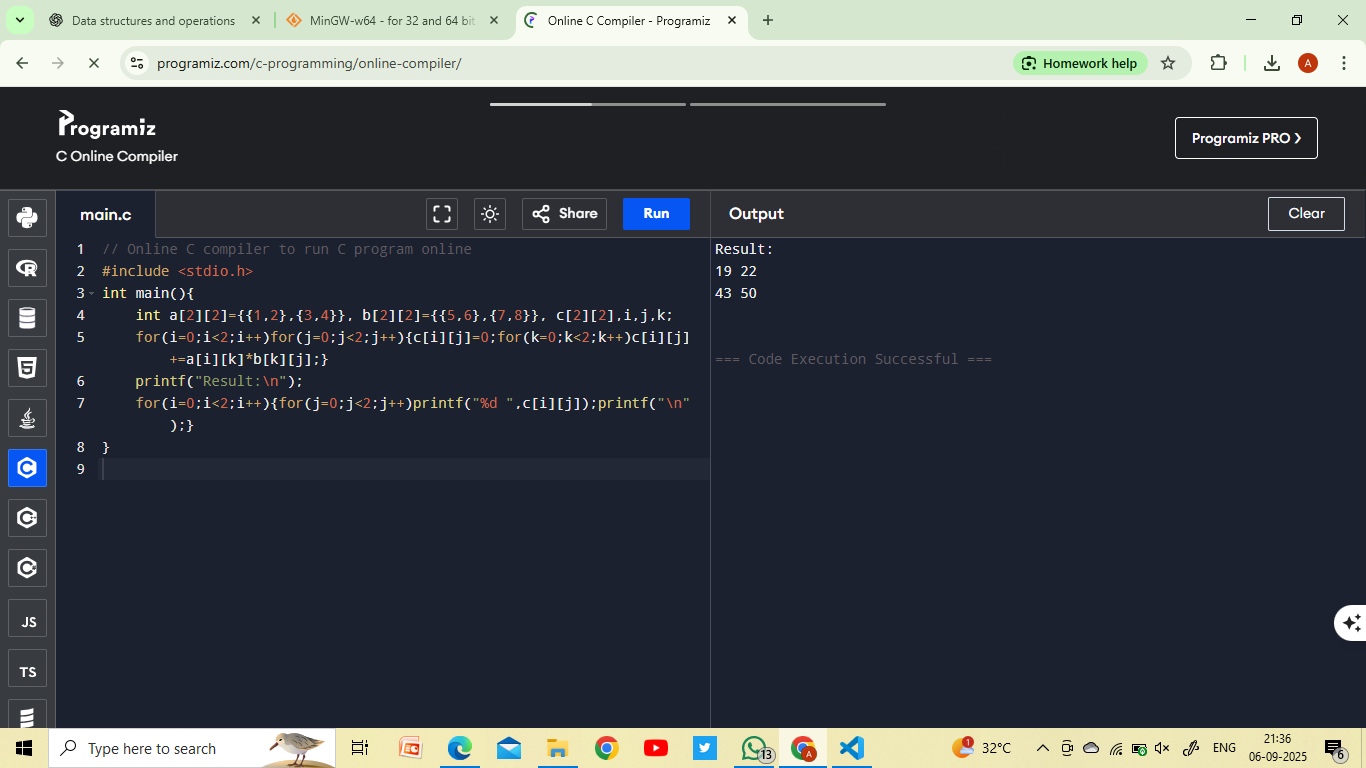 Data structures and operations
MinGW-w64 - for 32 and 64 bit
Online C Compiler - Programiz
programiz.com/c-programming/online-compiler/
Homework help
A
Programiz
C Online Compiler
Programiz PRO
main.c
Share
Run
Output
Clear
1 // Online C compiler to run C program online
2 #include <stdio.h>
3 int main(){
4 int a[2][2]={{1,2},{3,4}}, b[2][2]={{5,6},{7,8}}, c[2][2],i,j,k;
5 for(i=0;i<2;i++)for(j=0;j<2;j++){c[i][j]=0;for(k=0;k<2;k++)c[i][j]
+=a[i][k]*b[k][j];}
6 printf("Result:\n");
7 for(i=0;i<2;i++){for(j=0;j<2;j++)printf("%d ",c[i][j]);printf("\n"
);}
8 }
9
Result:
19 22
43 50
=== Code Execution Successful ===
JS
TS
Type here to search
13
A
1
32°C
ENG
21:36
06-09-2025
6